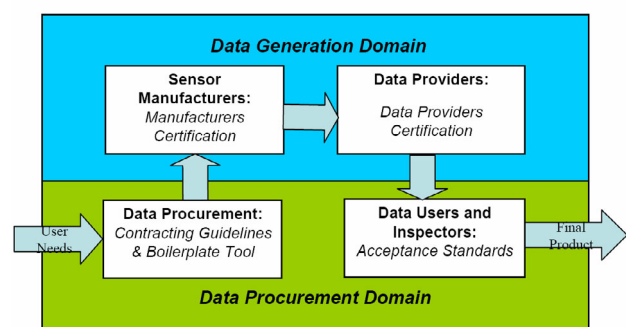 Data Generation Domain
Sensor
Manufacturers:
Manufacturers
Certification
Data Providers:
Data Providers
Certification
User
Needs
Data Procurement:
Contracting Guidelines
& Boilerplate Tool
Data Users and
Inspectors:
Acceptance Standards
Final
Product
Data Procurement Domain